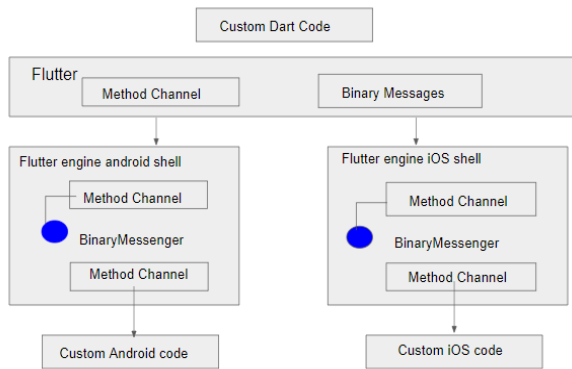 Custom Dart Code
Flutter
Method Channel
Binary Messages
Flutter engine android shell
Method Channel
BinaryMessenger
Method Channel
Custom Android code
Flutter engine iOS shell
Method Channel
BinaryMessenger
Method Channel
Custom iOS code